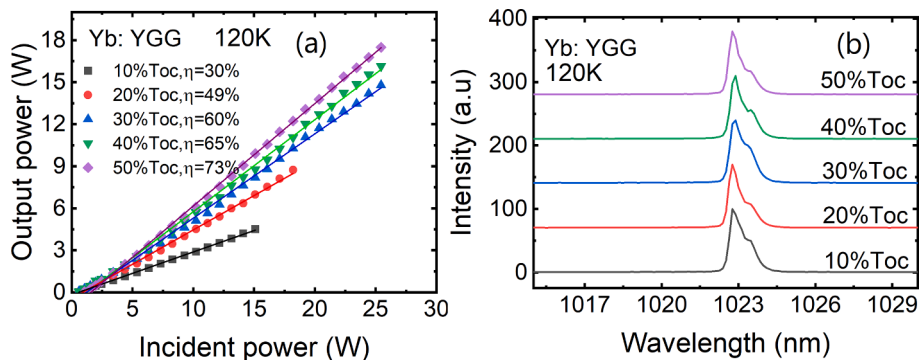 Yb: YGG 120K (a)
10%Toc,η=30%
20%Toc,η=49%
30%Toc,η=60%
40%Toc,η=65%
50%Toc,η=73%
Output power (W)
18
15
12
9
6
3
0
0 5 10 15 20 25 30
Incident power (W)
Yb: YGG (b)
120K
50%Toc
40%Toc
30%Toc
20%Toc
10%Toc
Intensity (a.u)
400
300
200
100
0
1017 1020 1023 1026 1029
Wavelength (nm)